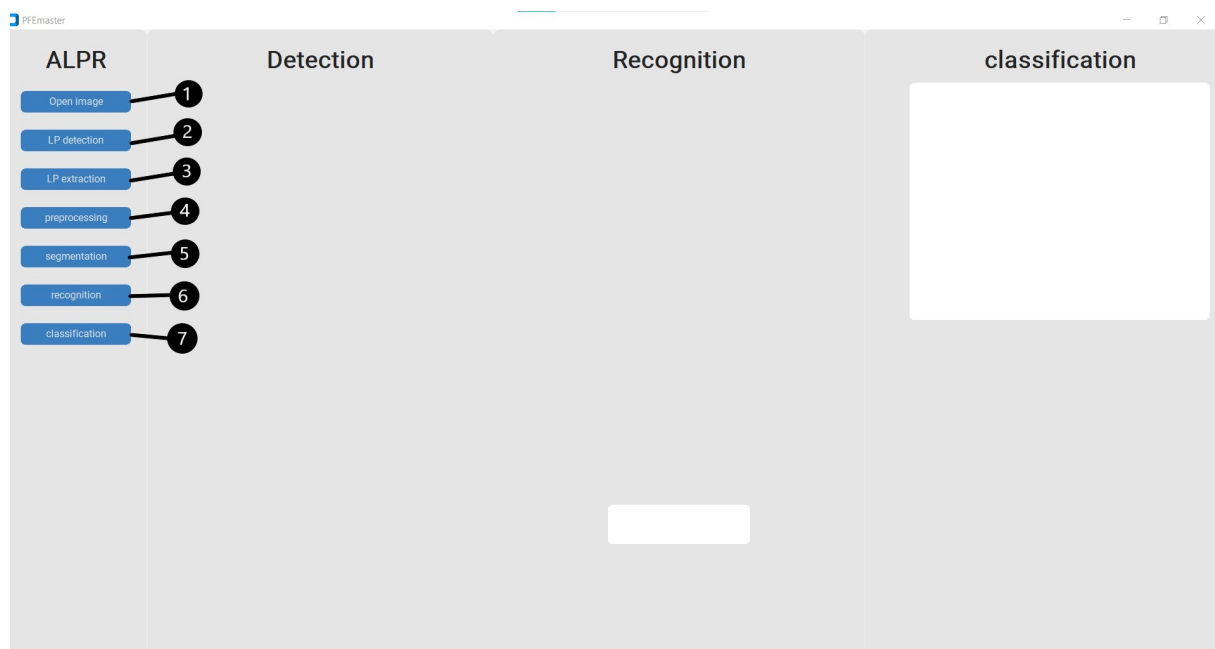 PFEmaster
ALPR
Detection
Recognition
classification
Open image 1
LP detection 2
LP extraction 3
preprocessing 4
segmentation 5
recognition 6
classification 7